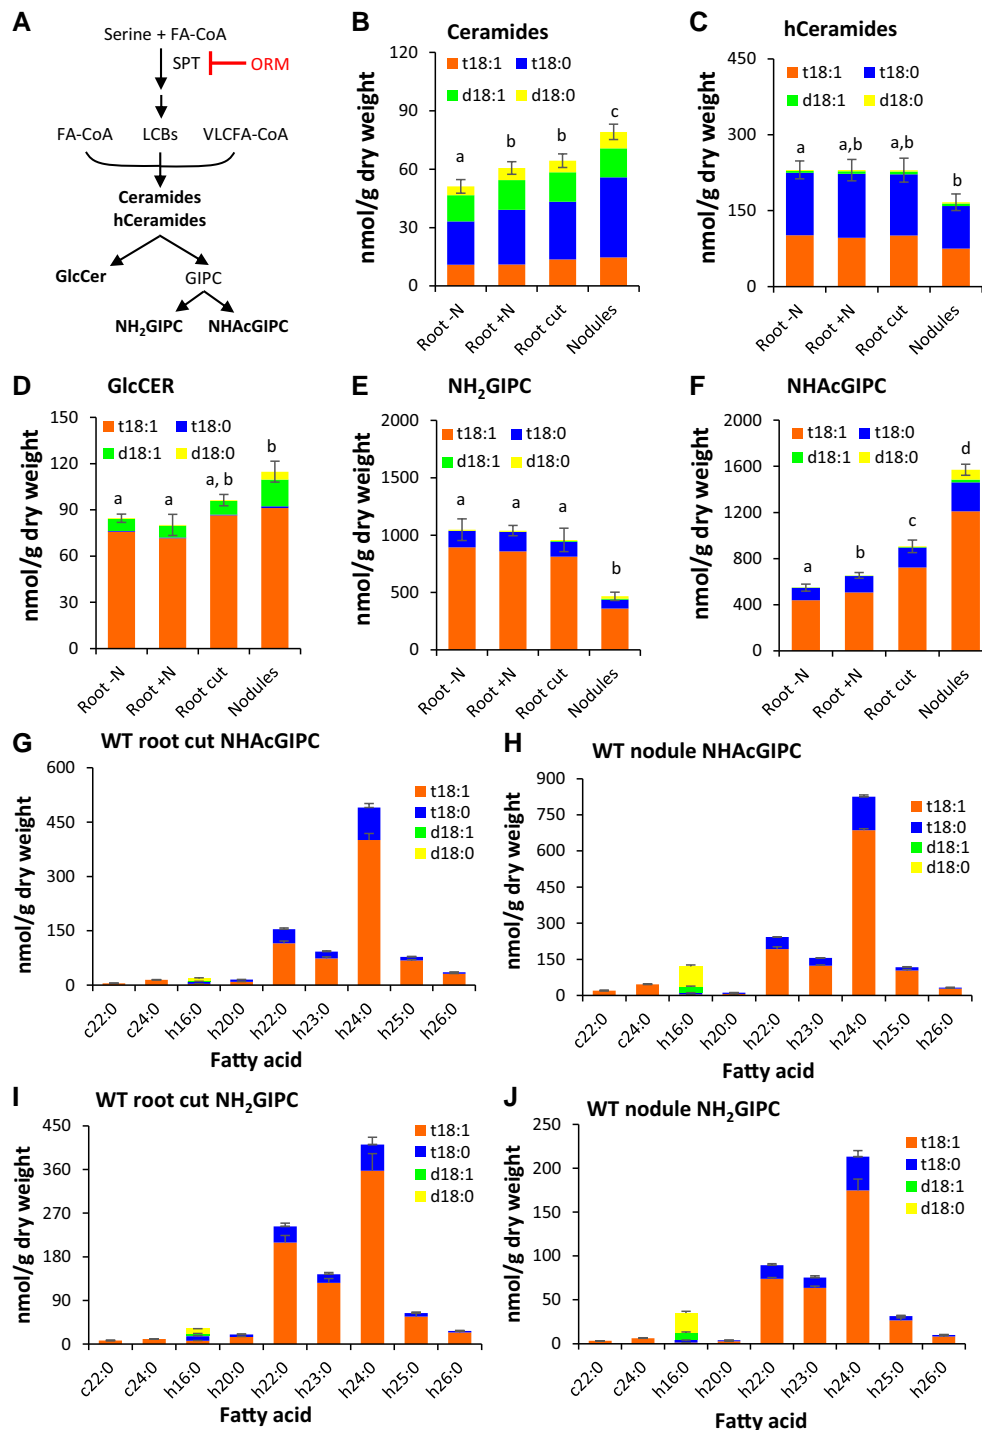 A
Serine + FA-CoA
SPT
ORM
FA-CoA LCBs VLCFA-CoA
Ceramides
hCeramides
GlcCer
GIPC
NH₂GIPC NHAcGIPC
B
Ceramides
t18:1 t18:0
d18:1 d18:0
nmol/g dry weight
120
90
60
30
0
a
b
b
c
Root -N
Root +N
Root cut
Nodules
C
hCeramides
t18:1 t18:0
d18:1 d18:0
nmol/g dry weight
450
300
150
0
a
a,b
a,b
b
Root -N
Root +N
Root cut
Nodules
D
GlcCER
t18:1 t18:0
d18:1 d18:0
nmol/g dry weight
150
120
90
60
30
0
a
a
a, b
b
Root -N
Root +N
Root cut
Nodules
E
NH₂GIPC
t18:1 t18:0
d18:1 d18:0
nmol/g dry weight
2000
1500
1000
500
0
a
a
a
b
Root -N
Root +N
Root cut
Nodules
F
NHAcGIPC
t18:1 t18:0
d18:1 d18:0
nmol/g dry weight
2000
1600
1200
800
400
0
a
b
c
d
Root -N
Root +N
Root cut
Nodules
G
WT root cut NHAcGIPC
t18:1
t18:0
d18:1
d18:0
nmol/g dry weight
600
450
300
150
0
c22:0
c24:0
h16:0
h20:0
h22:0
h23:0
h24:0
h25:0
h26:0
Fatty acid
H
WT nodule NHAcGIPC
t18:1
t18:0
d18:1
d18:0
nmol/g dry weight
900
750
600
450
300
150
0
c22:0
c24:0
h16:0
h20:0
h22:0
h23:0
h24:0
h25:0
h26:0
Fatty acid
I
WT root cut NH₂GIPC
t18:1
t18:0
d18:1
d18:0
nmol/g dry weight
450
360
270
180
90
0
c22:0
c24:0
h16:0
h20:0
h22:0
h23:0
h24:0
h25:0
h26:0
Fatty acid
J
WT nodule NH₂GIPC
t18:1
t18:0
d18:1
d18:0
nmol/g dry weight
250
200
150
100
50
0
c22:0
c24:0
h16:0
h20:0
h22:0
h23:0
h24:0
h25:0
h26:0
Fatty acid